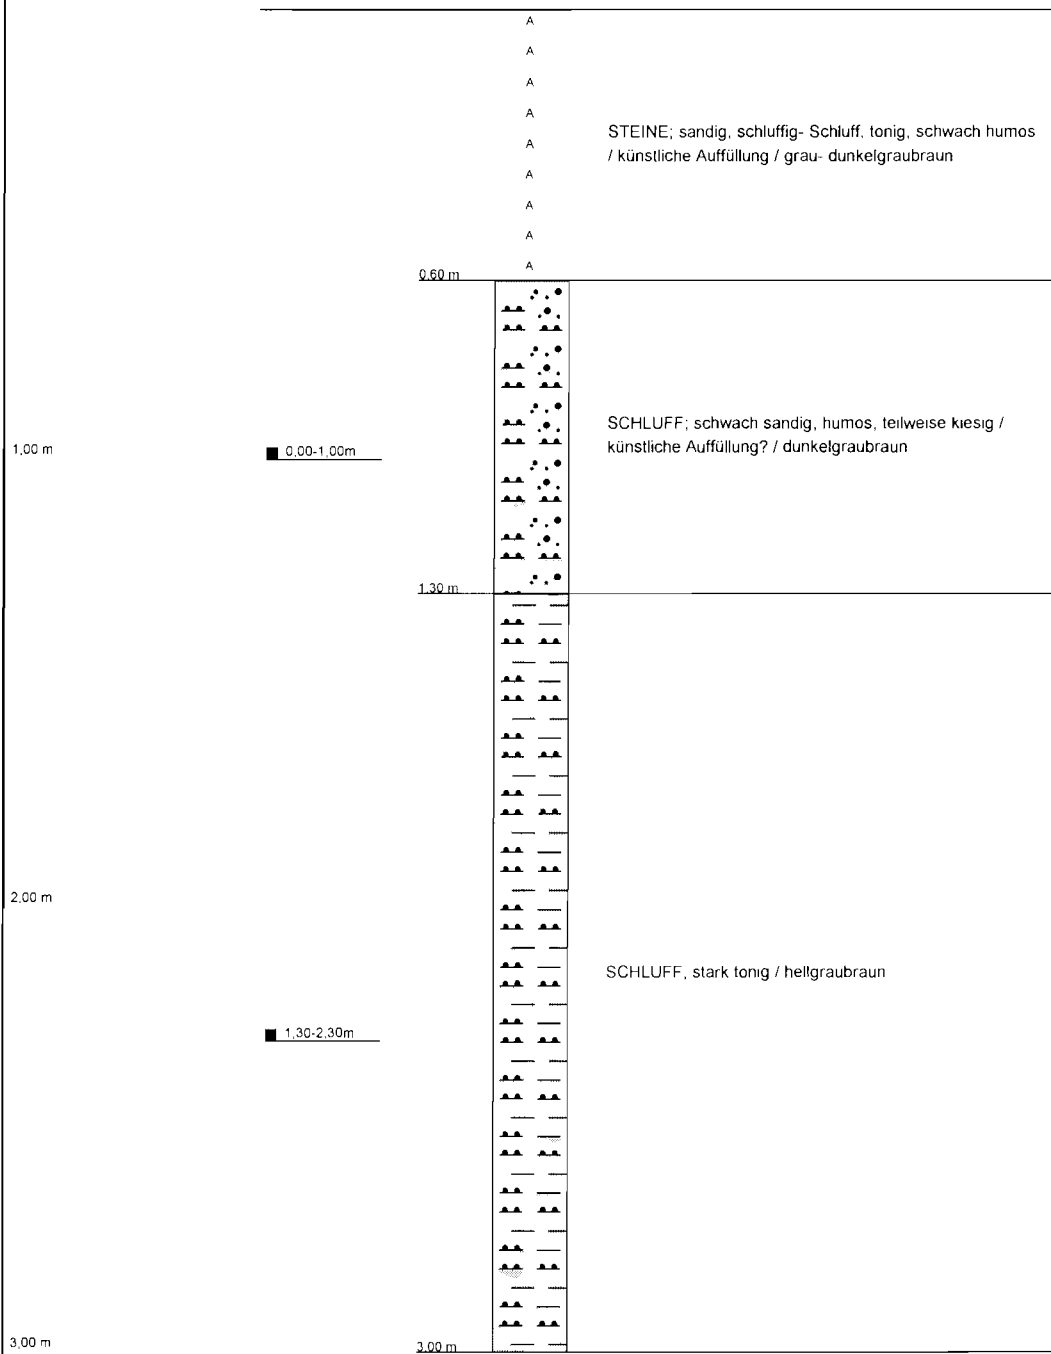 A
A
A
A
A
A
A
A
A
STEINE; sandig, schluffig- Schluff, tonig, schwach humos
/ künstliche Auffüllung / grau- dunkelgraubraun
0.60 m
SCHLUFF; schwach sandig, humos, teilweise kiesig /
künstliche Auffüllung? / dunkelgraubraun
1,00 m
0,00-1,00m
1.30 m
2,00 m
SCHLUFF, stark tonig / hellgraubraun
1,30-2,30m
3,00 m
3.00 m